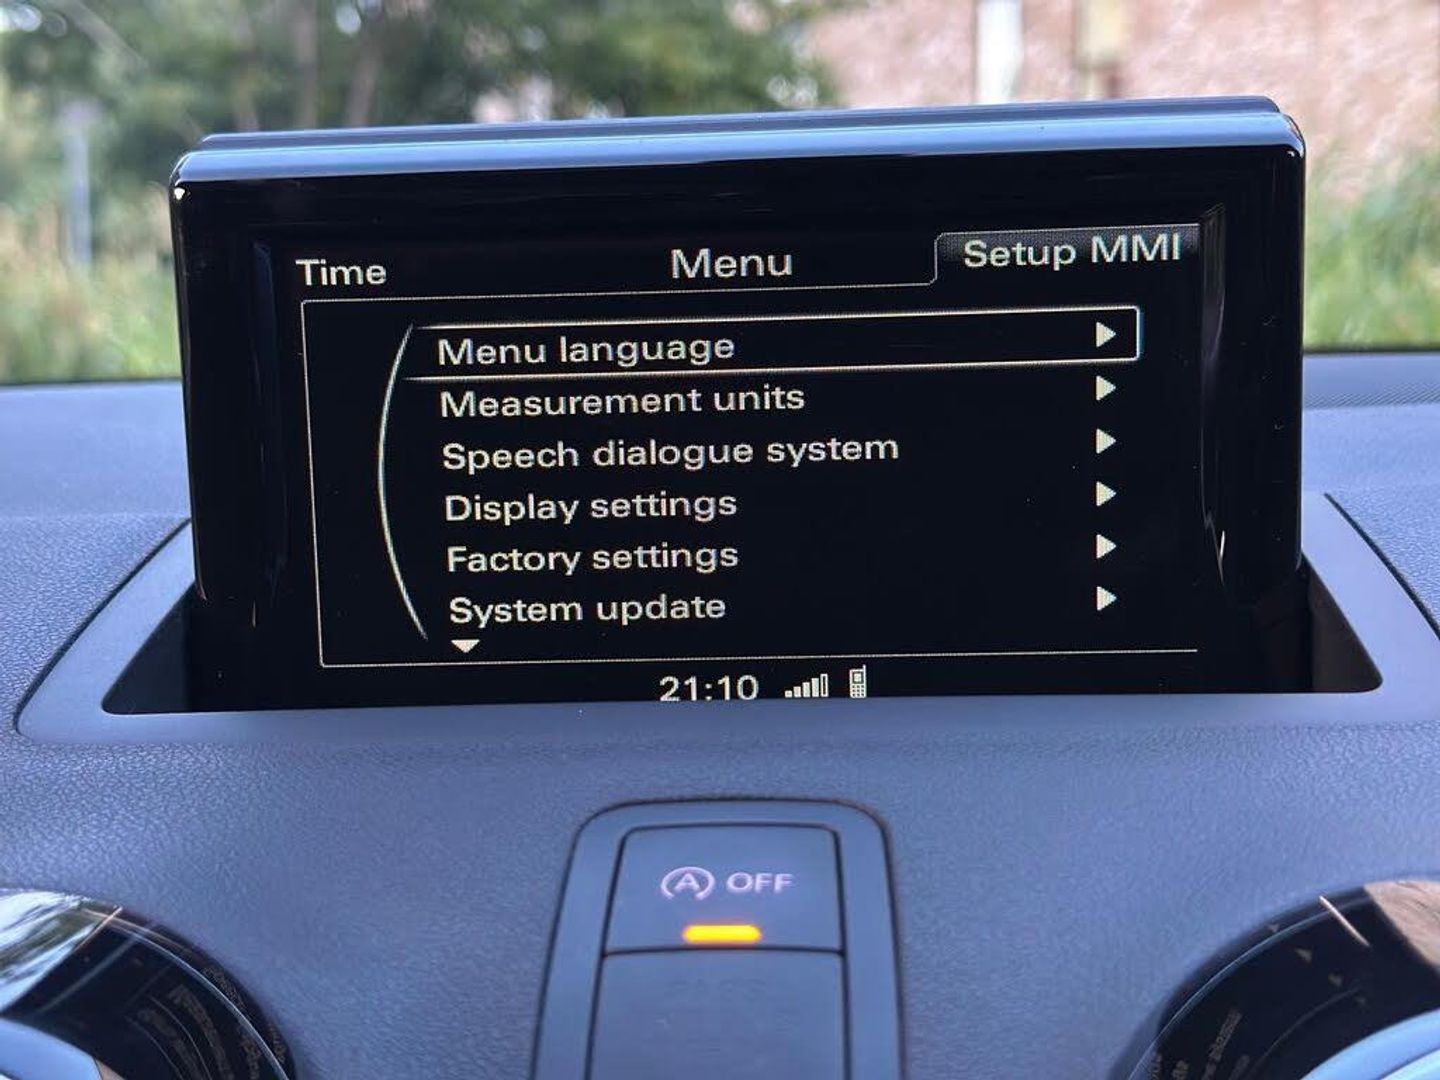 Time Menu Setup MMI
Menu language
Measurement units
Speech dialogue system
Display settings
Factory settings
System update
21:10
A OFF